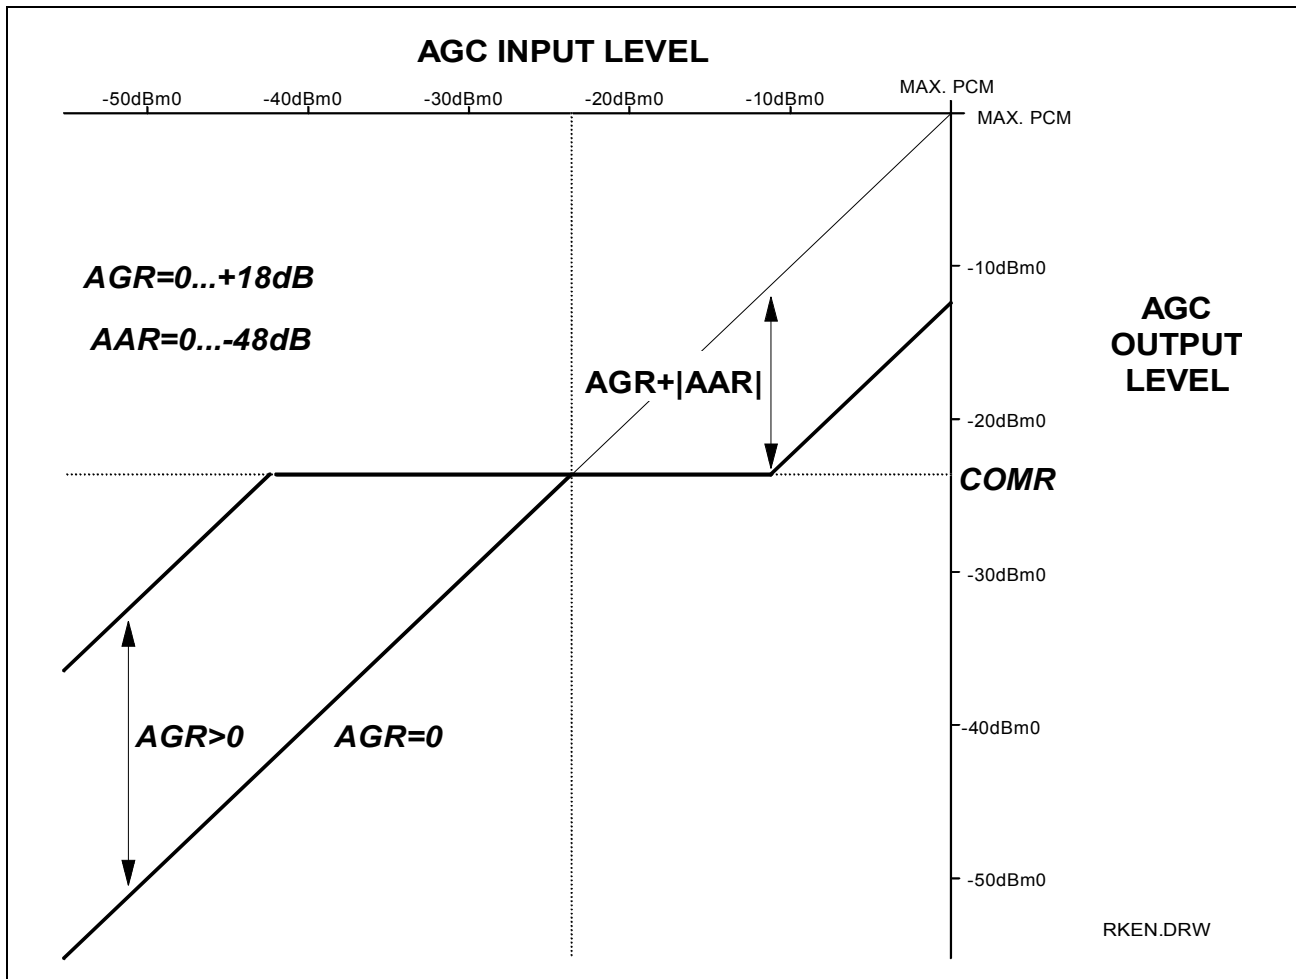 AGC INPUT LEVEL
-50dBm0
-40dBm0
-30dBm0
-20dBm0
-10dBm0
MAX. PCM
MAX. PCM
AGR=0...+18dB
AAR=0...-48dB
-10dBm0
AGC
OUTPUT
LEVEL
AGR+|AAR|
-20dBm0
COMR
-30dBm0
AGR>0
AGR=0
-40dBm0
-50dBm0
RKEN.DRW